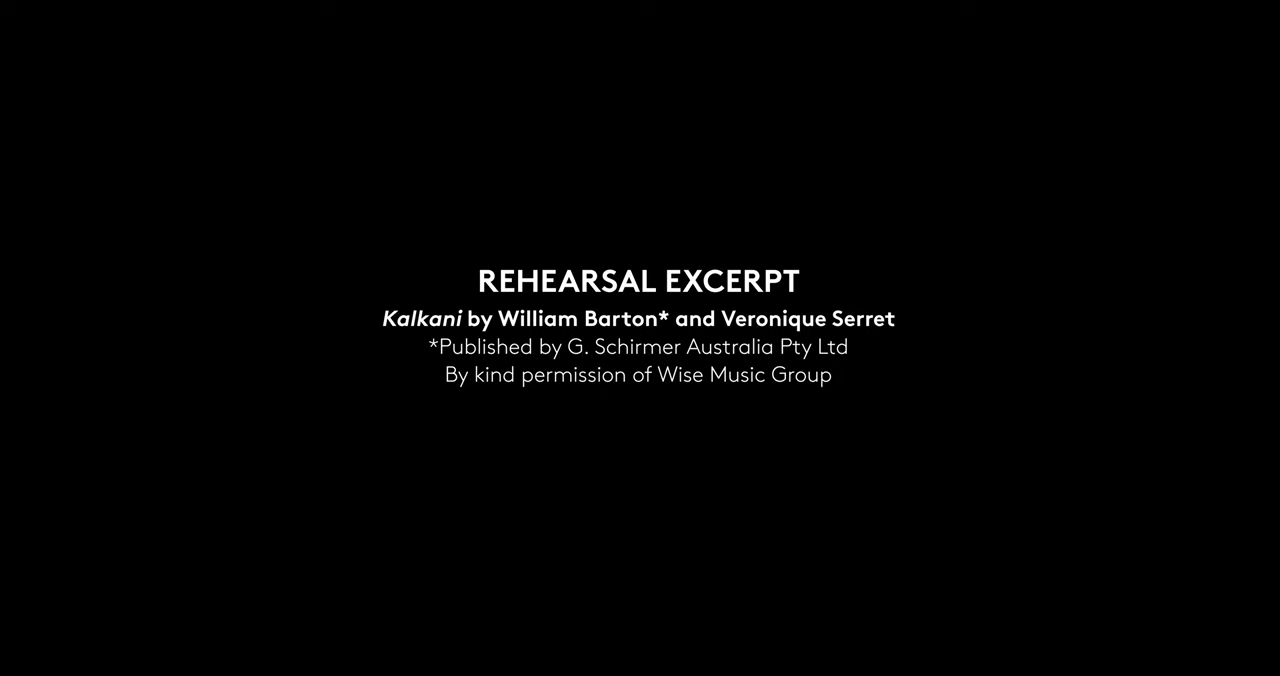 REHEARSAL EXCERPT
Kalkani by William Barton* and Veronique Serret
*Published by G. Schirmer Australia Pty Ltd
By kind permission of Wise Music Group